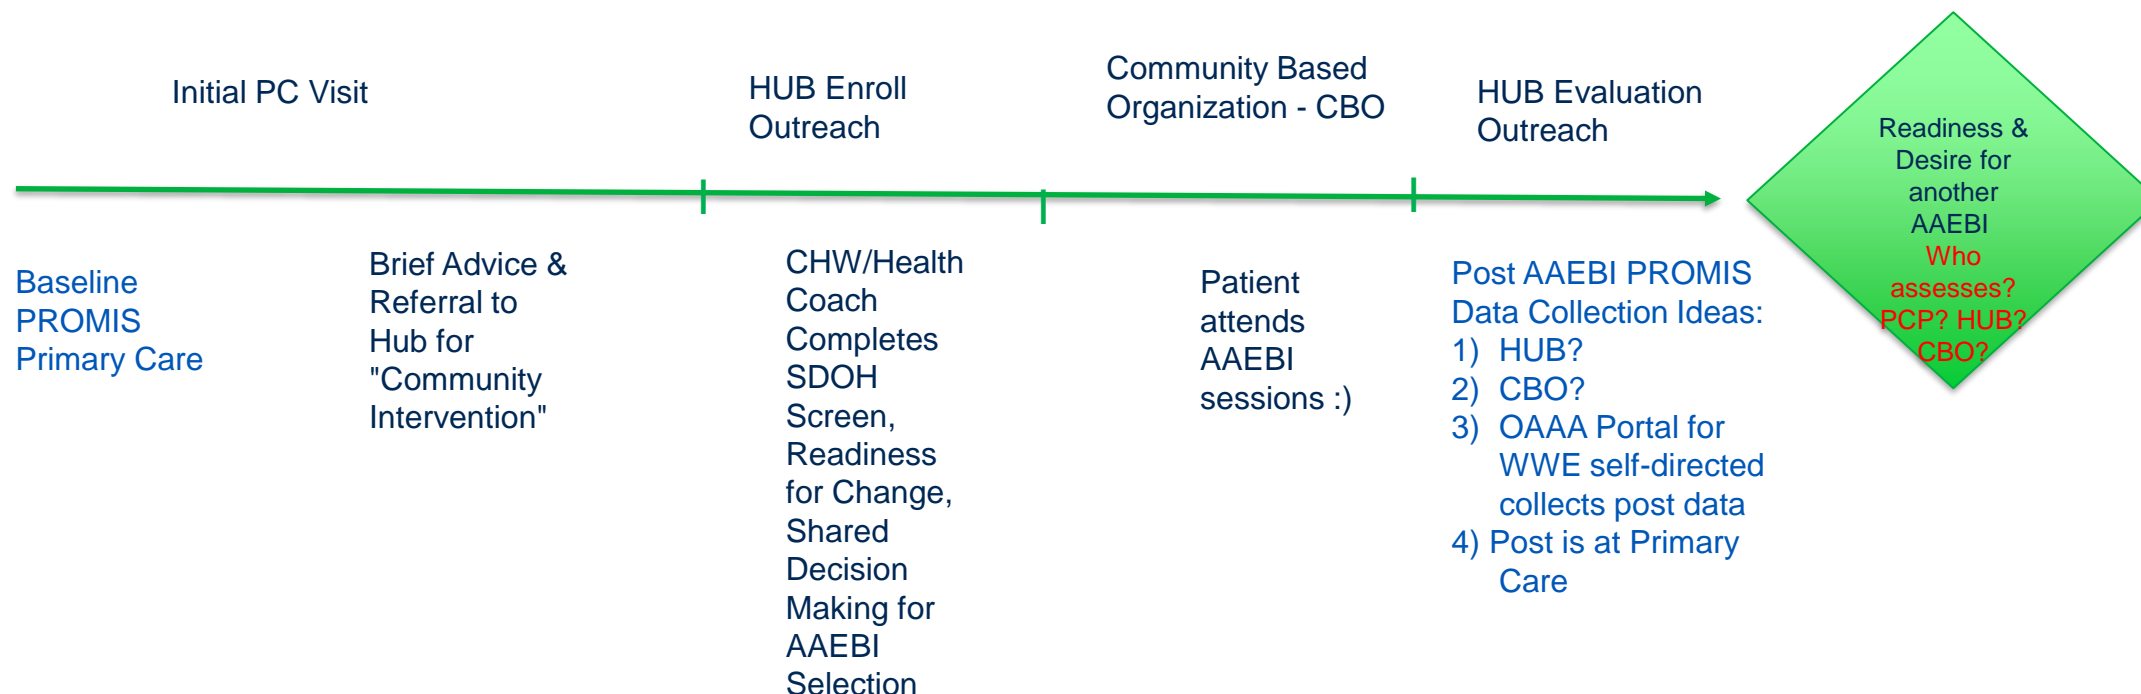 Initial PC Visit
HUB Enroll
Outreach
Community Based
Organization - CBO
HUB Evaluation
Outreach
Readiness &
Desire for
another
AAEBI
Who
assesses?
PCP? HUB?
CBO?
Baseline
PROMIS
Primary Care
Brief Advice &
Referral to
Hub for
"Community
Intervention"
CHW/Health
Coach
Completes
SDOH
Screen,
Readiness
for Change,
Shared
Decision
Making for
AAEBI
Selection
Patient
attends
AAEBI
sessions :)
Post AAEBI PROMIS
Data Collection Ideas:
1) HUB?
2) CBO?
3) OAAA Portal for
WWE self-directed
collects post data
4) Post is at Primary
Care